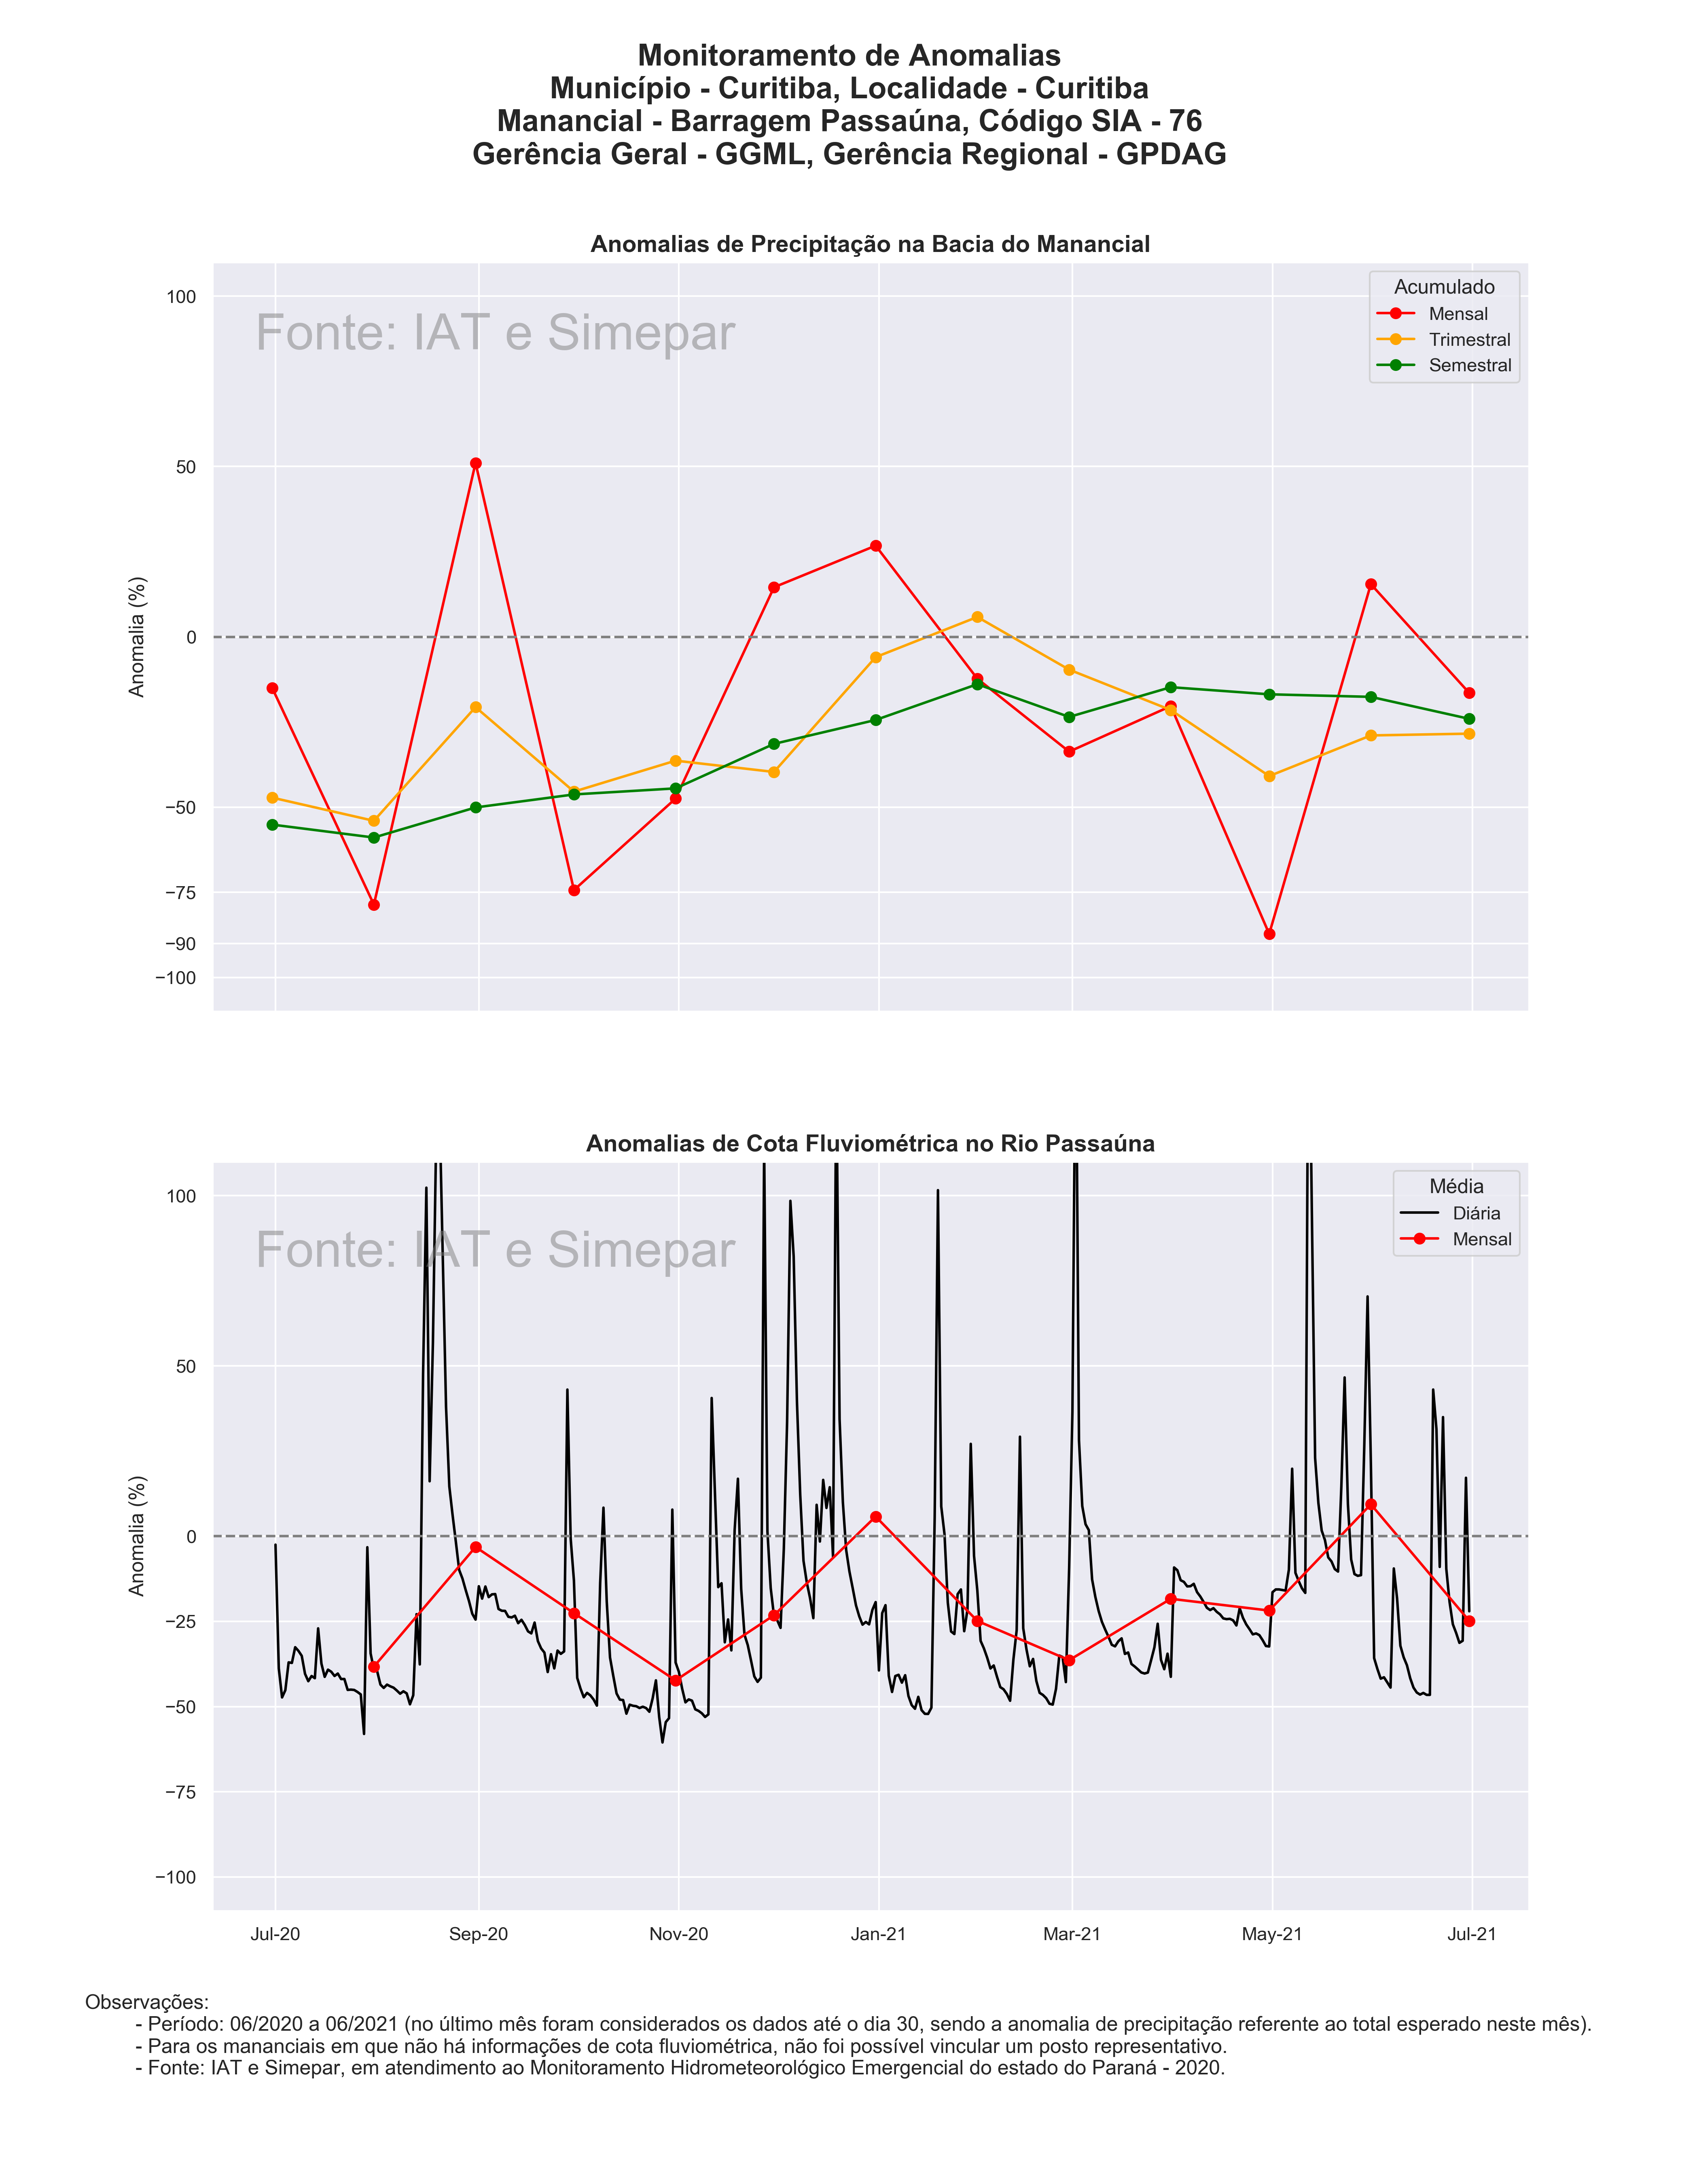 Monitoramento de Anomalias
Município - Curitiba, Localidade - Curitiba
Manancial - Barragem Passaúna, Código SIA - 76
Gerência Geral - GGML, Gerência Regional - GPDAG
Anomalias de Precipitação na Bacia do Manancial
Fonte: IAT e Simepar
Acumulado
Mensal
Trimestral
Semestral
Anomalia (%)
100
50
0
−50
−75
−90
−100
Anomalias de Cota Fluviométrica no Rio Passaúna
Fonte: IAT e Simepar
Média
Diária
Mensal
Anomalia (%)
100
50
0
−25
−50
−75
−100
Jul-20 Sep-20 Nov-20 Jan-21 Mar-21 May-21 Jul-21
Observações:
- Período: 06/2020 a 06/2021 (no último mês foram considerados os dados até o dia 30, sendo a anomalia de precipitação referente ao total esperado neste mês).
- Para os mananciais em que não há informações de cota fluviométrica, não foi possível vincular um posto representativo.
- Fonte: IAT e Simepar, em atendimento ao Monitoramento Hidrometeorológico Emergencial do estado do Paraná - 2020.